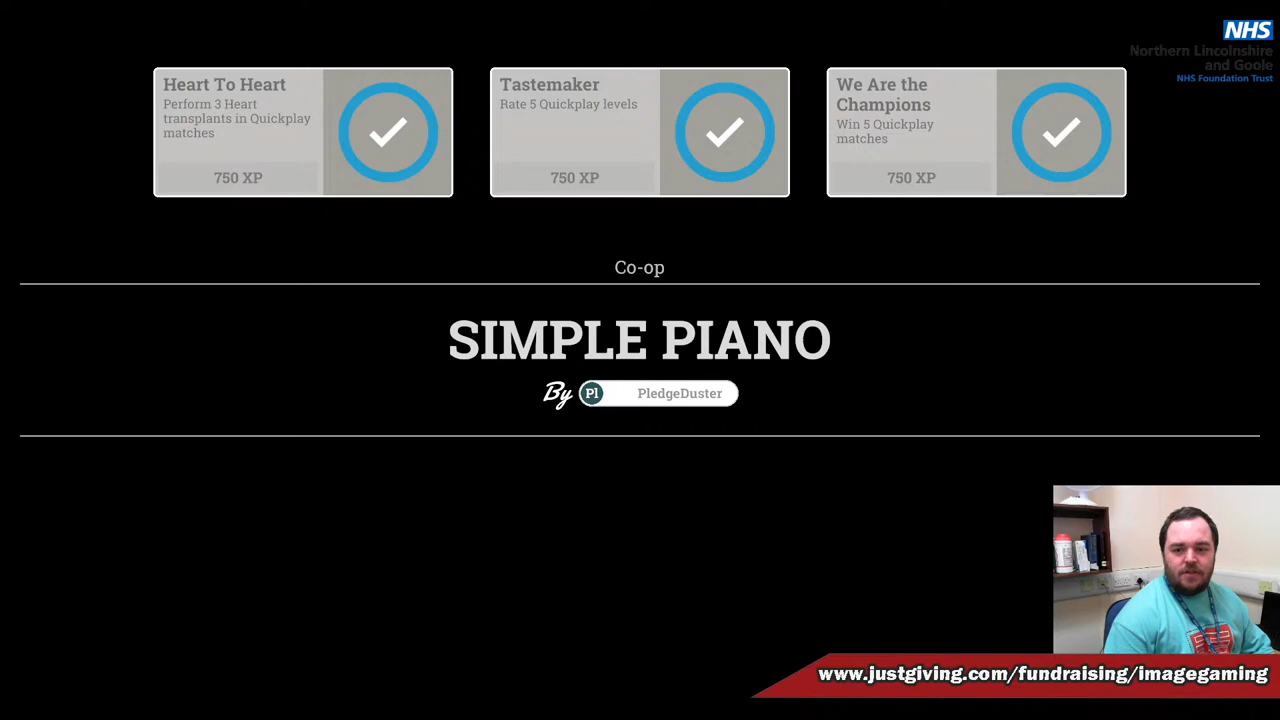 NHS
Northern Lincolnshire
and Goole
NHS Foundation Trust
Heart To Heart
Perform 3 Heart
transplants in Quickplay
matches
750 XP
Tastemaker
Rate 5 Quickplay levels
750 XP
We Are the
Champions
Win 5 Quickplay
matches
750 XP
Co-op
SIMPLE PIANO
By Pl PledgeDuster
www.justgiving.com/fundraising/imagegaming